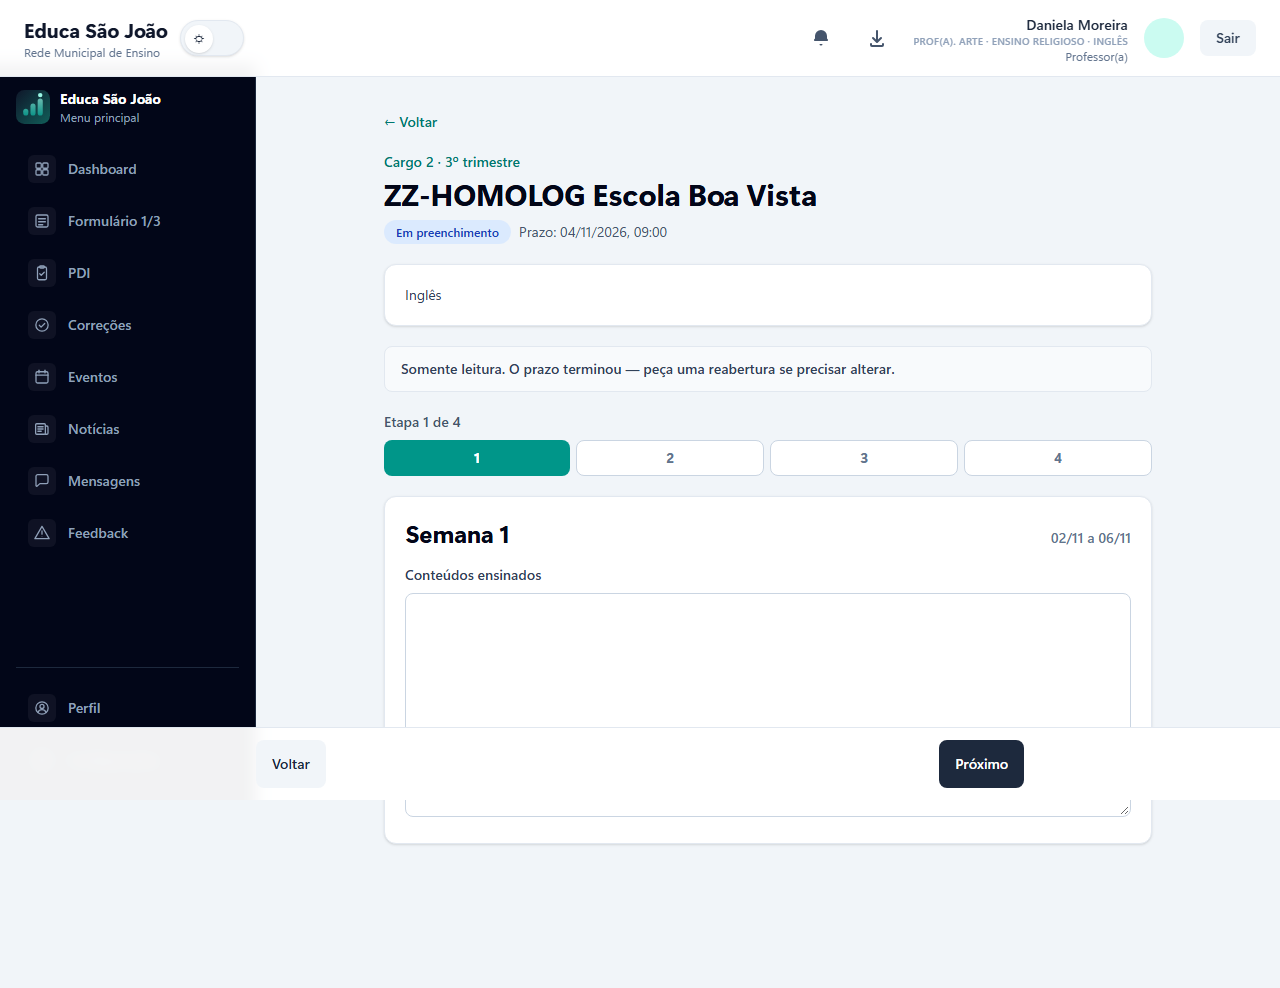 Educa São João
Rede Municipal de Ensino
Daniela Moreira
PROF(A). ARTE · ENSINO RELIGIOSO · INGLÊS
Professor(a)
Sair
Educa São João
Menu principal
Dashboard
Formulário 1/3
PDI
Correções
Eventos
Notícias
Mensagens
Feedback
Perfil
← Voltar
Cargo 2 · 3º trimestre
ZZ-HOMOLOG Escola Boa Vista
Em preenchimento Prazo: 04/11/2026, 09:00
Inglês
Somente leitura. O prazo terminou — peça uma reabertura se precisar alterar.
Etapa 1 de 4
1 2 3 4
Semana 1 02/11 a 06/11
Conteúdos ensinados
Voltar Próximo